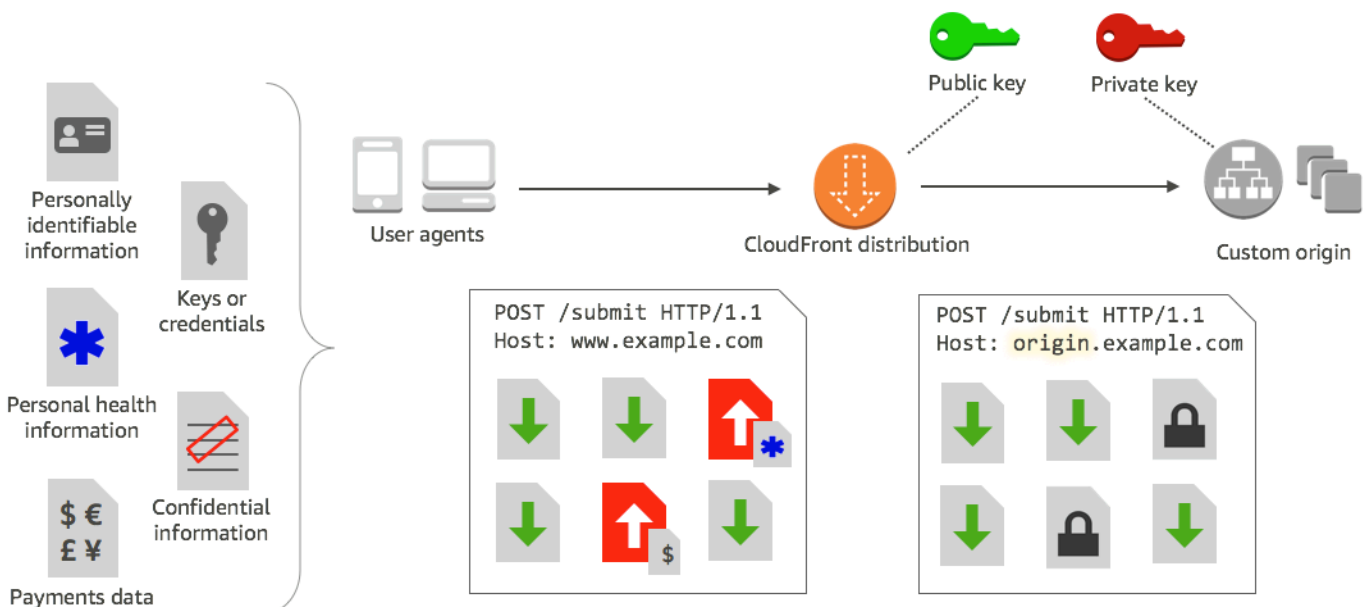 Public key
Private key
Personally
identifiable
information
Keys or
credentials
Personal health
information
Confidential
information
$ €
£ ¥
Payments data
User agents
CloudFront distribution
Custom origin
POST /submit HTTP/1.1
Host: www.example.com
$
POST /submit HTTP/1.1
Host: origin.example.com